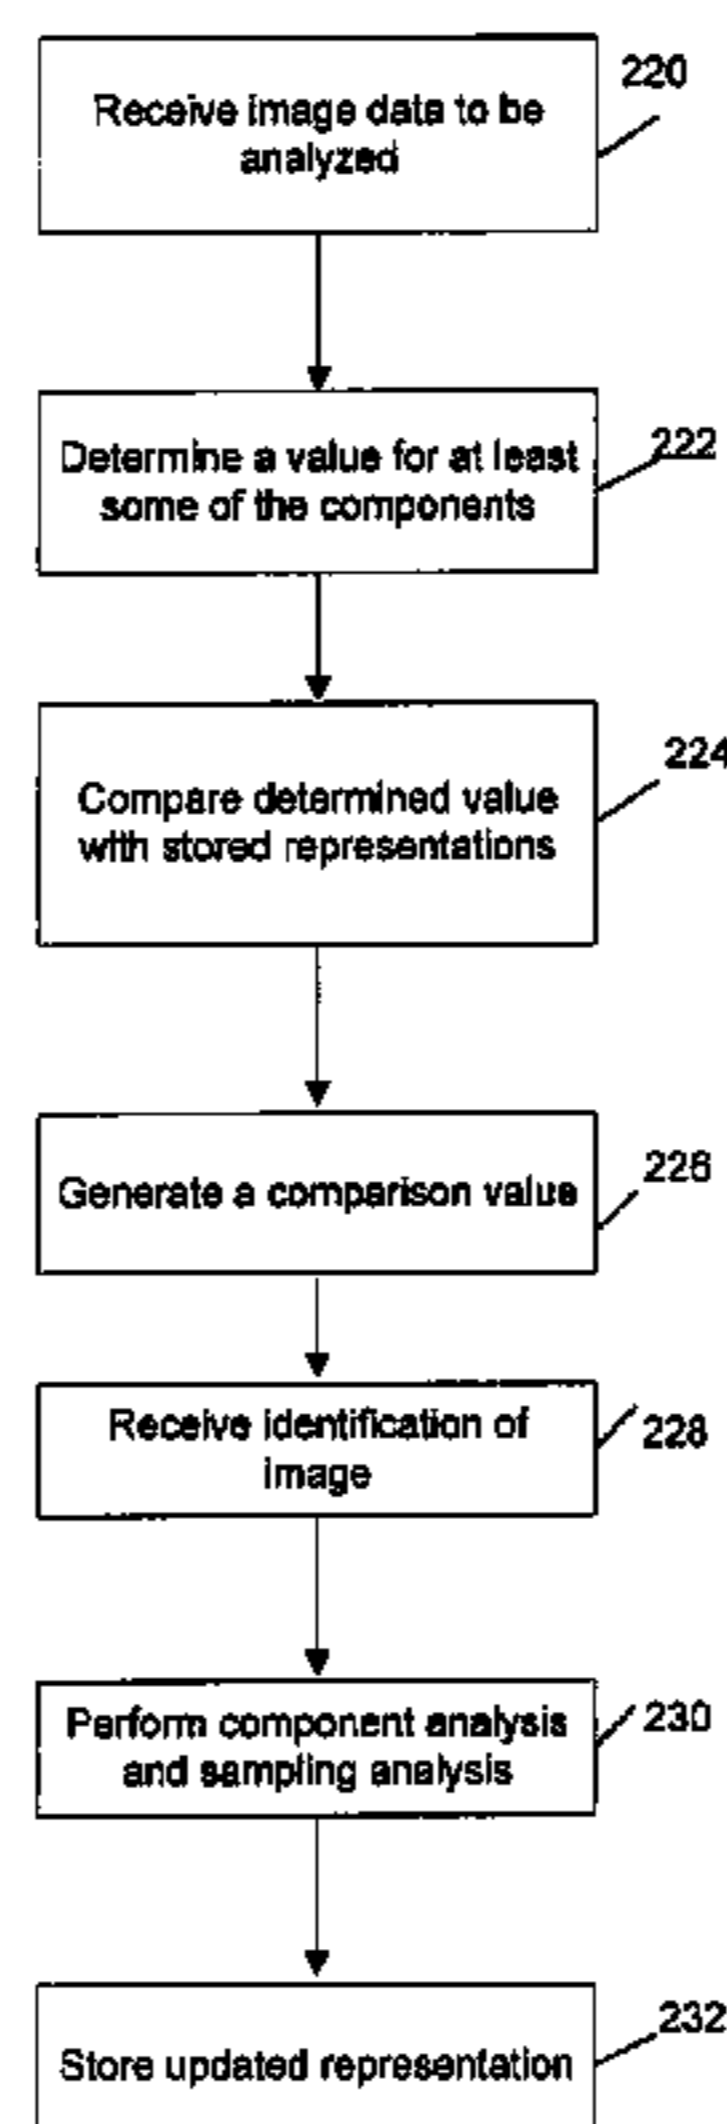 Receive image data to be
analyzed
220
Determine a value for at least
some of the components
222
Compare determined value
with stored representations
224
Generate a comparison value
226
Receive identification of
image
228
Perform component analysis
and sampling analysis
230
Store updated representation
232